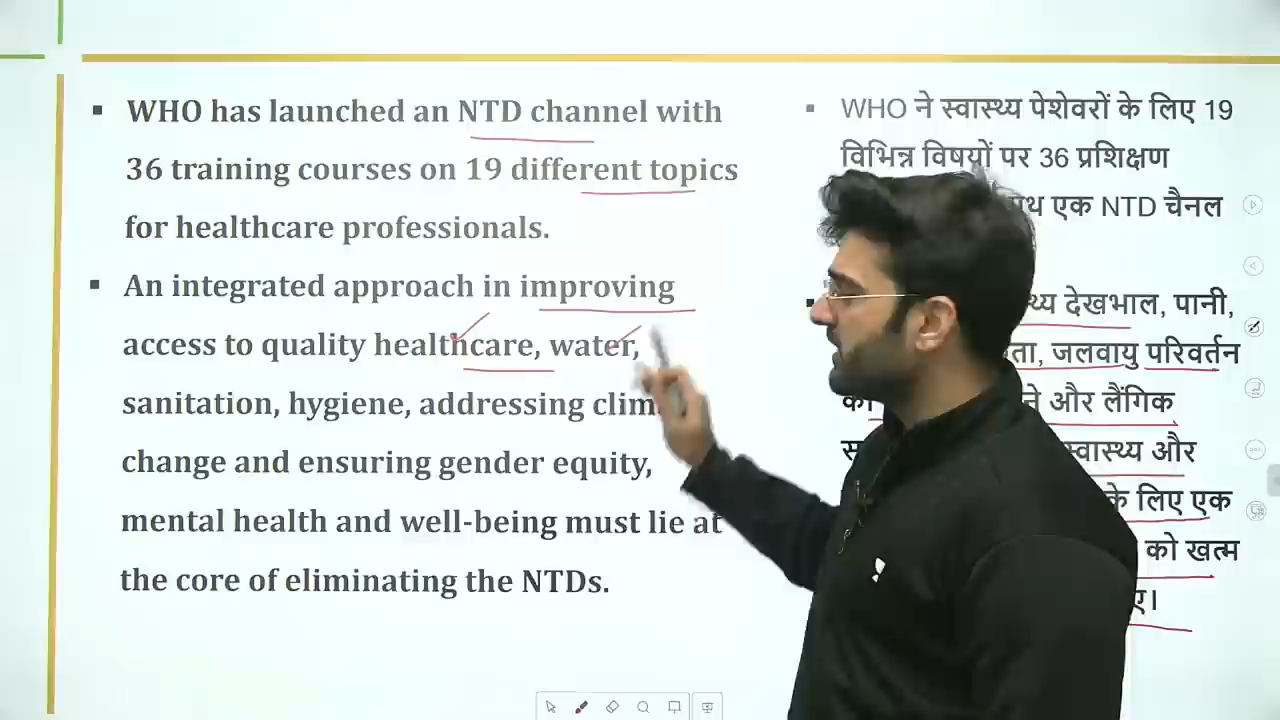 WHO has launched an NTD channel with
36 training courses on 19 different topics
for healthcare professionals.
An integrated approach in improving
access to quality healthcare, water,
sanitation, hygiene, addressing
change and ensuring gender equity,
mental health and well-being must lie at
the core of eliminating the NTDs.
WHO ने स्वास्थ्य पेशेवरों के लिए 19
विभिन्न विषयों पर 36 प्रशिक्षण
एक NTD चैनल
देखभाल, पानी,
जलवायु परिवर्तन
और लैंगिक
स्वास्थ्य और
के लिए एक
को खत्म